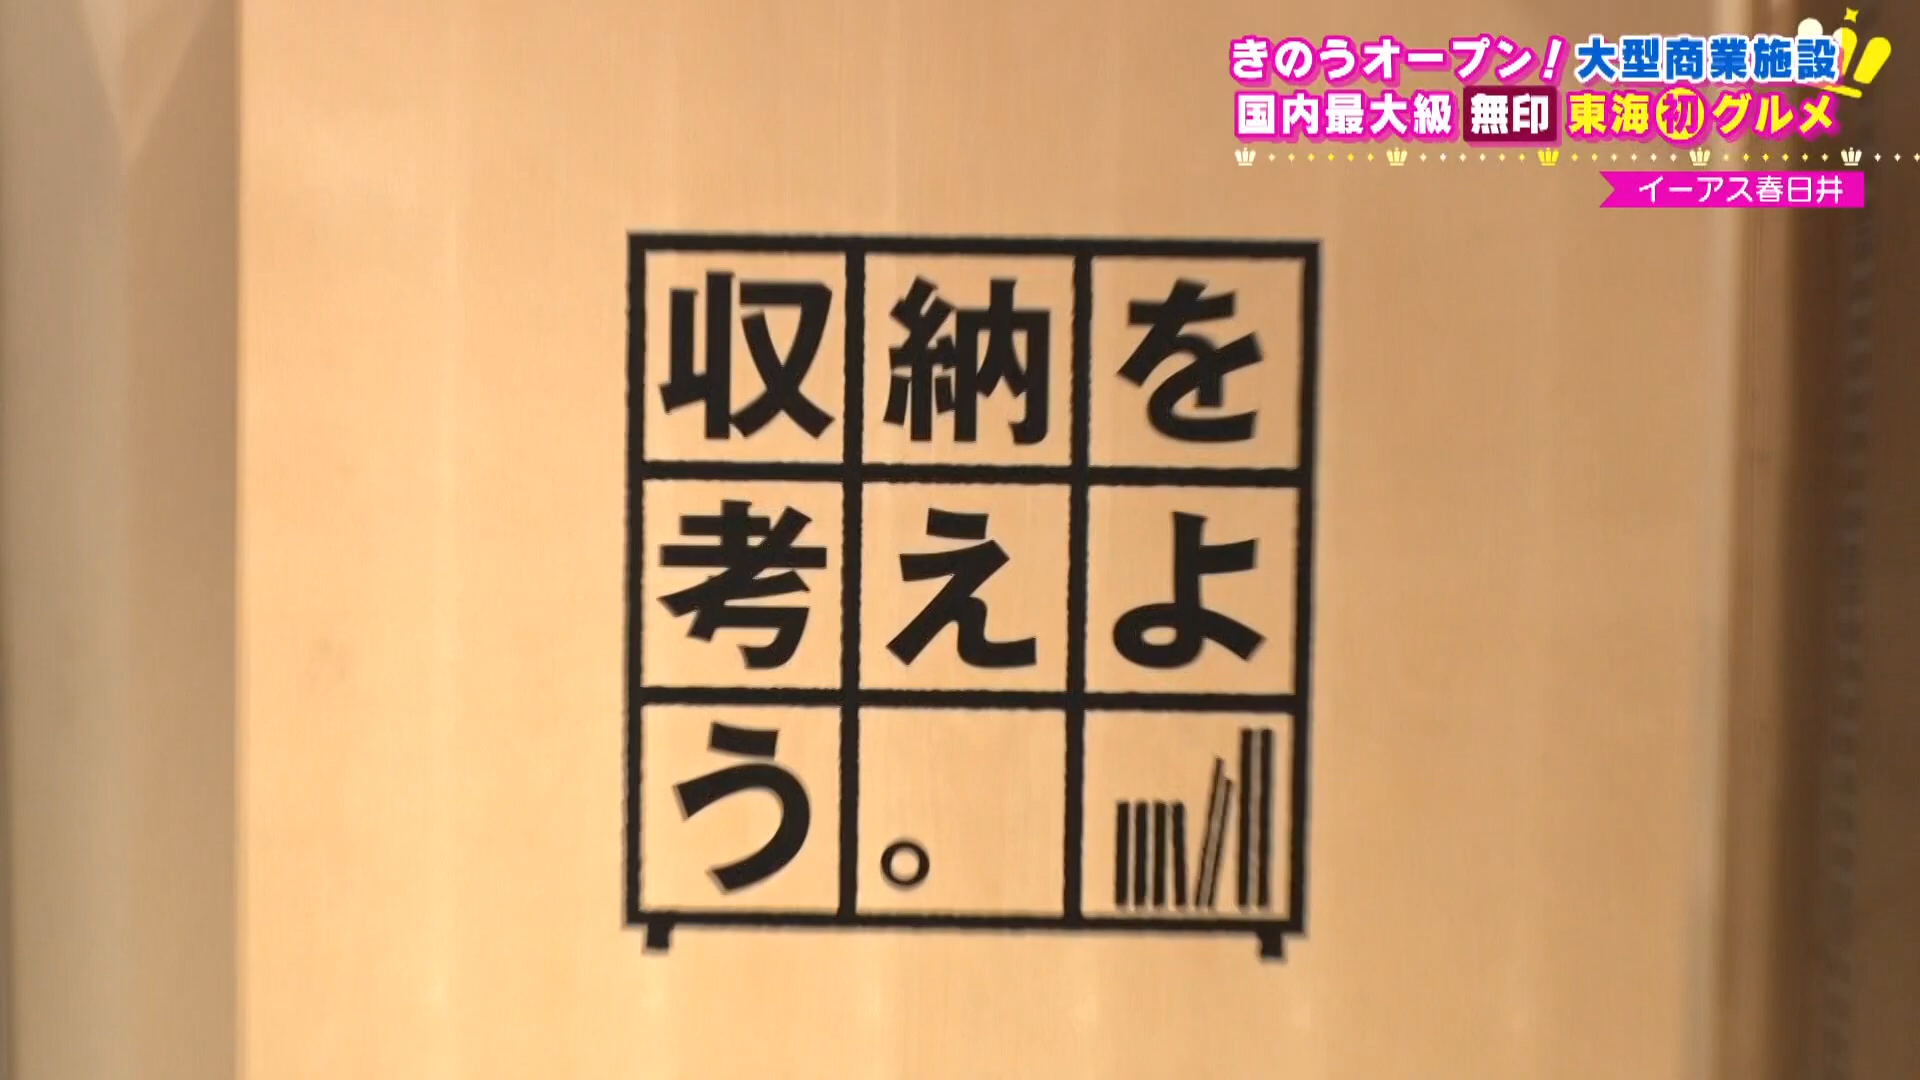 きのうオープン！大型商業施設
国内最大級 無印 東海初グルメ
イーアス春日井
収納を
考えよ
う。